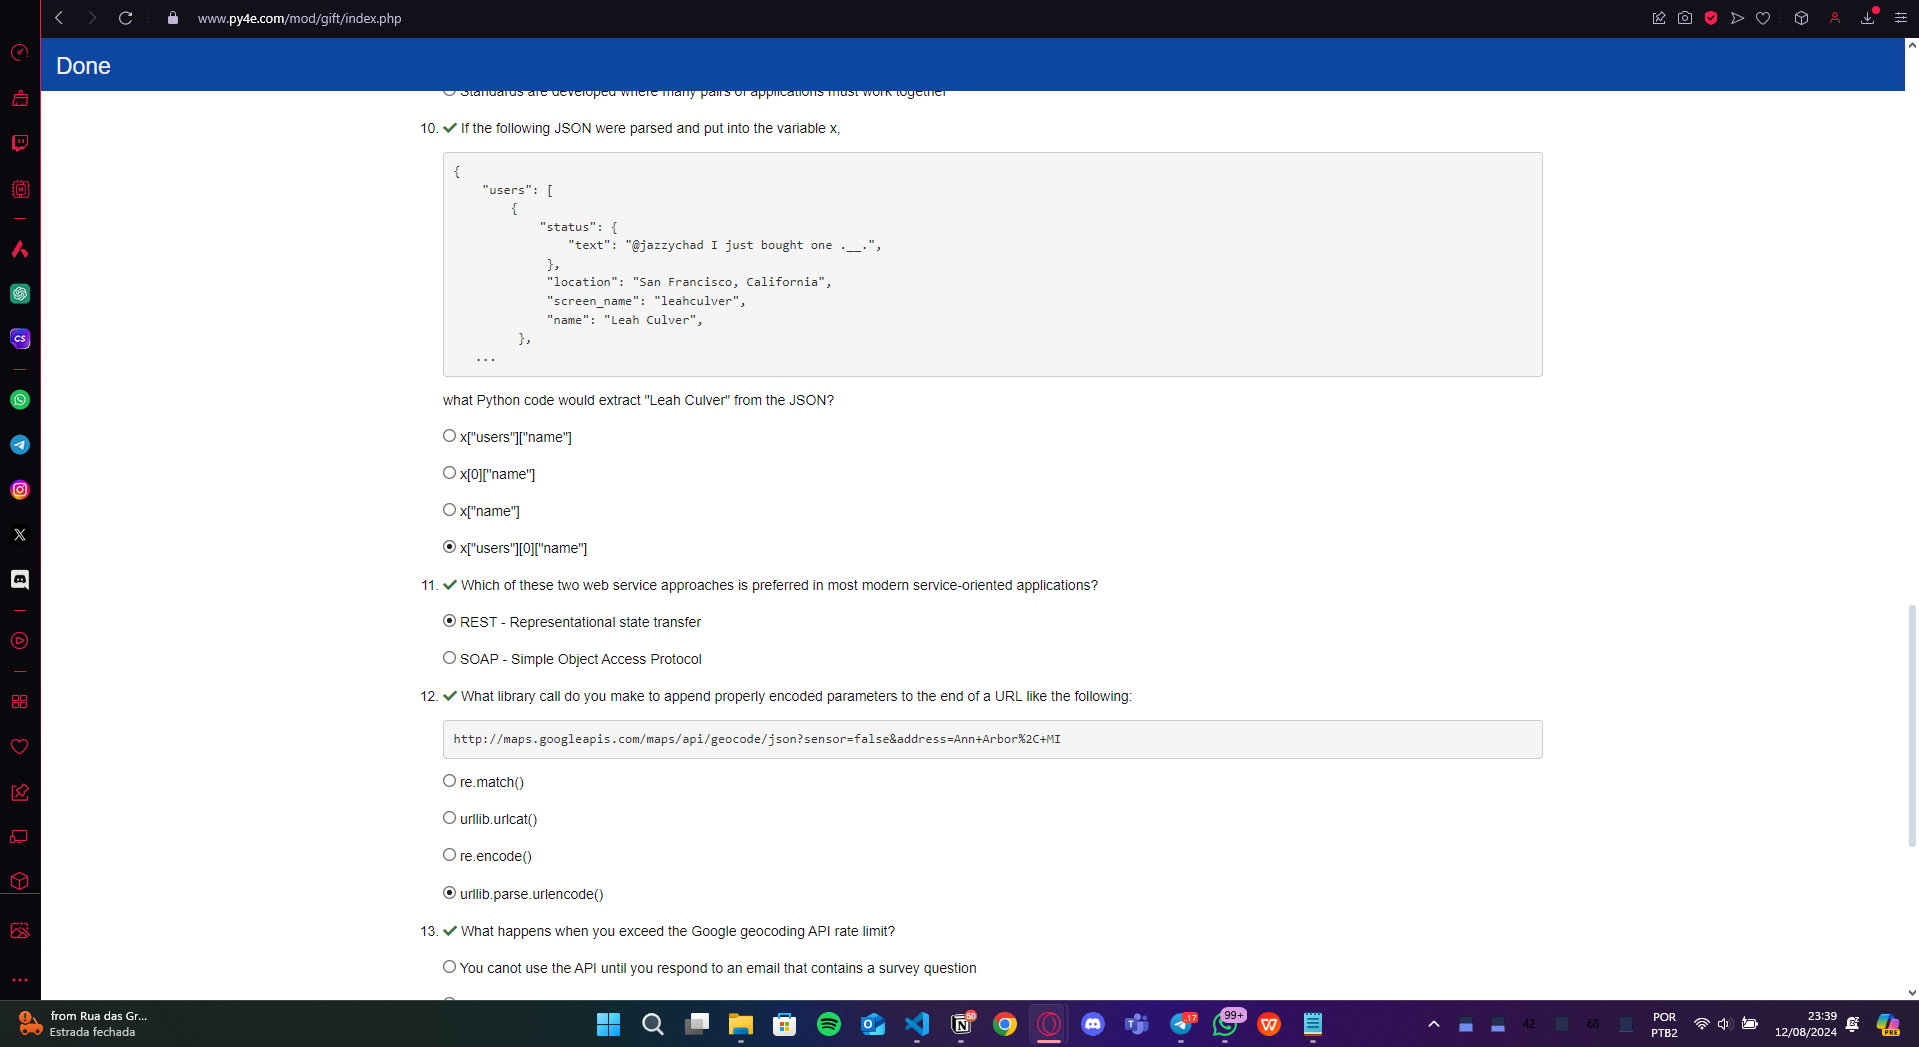 www.py4e.com/mod/gift/index.php
Done
Standards are developed where many pairs of applications must work together
10. If the following JSON were parsed and put into the variable x,
{
"users": [
{
"status": {
"text": "@jazzychad I just bought one .__.",
},
"location": "San Francisco, California",
"screen_name": "leahculver",
"name": "Leah Culver",
},
...
what Python code would extract "Leah Culver" from the JSON?
x["users"]["name"]
x[0]["name"]
x["name"]
x["users"][0]["name"]
11. Which of these two web service approaches is preferred in most modern service-oriented applications?
REST - Representational state transfer
SOAP - Simple Object Access Protocol
12. What library call do you make to append properly encoded parameters to the end of a URL like the following:
http://maps.googleapis.com/maps/api/geocode/json?sensor=false&address=Ann+Arbor%2C+MI
re.match()
urllib.urlcat()
re.encode()
urllib.parse.urlencode()
13. What happens when you exceed the Google geocoding API rate limit?
You canot use the API until you respond to an email that contains a survey question
from Rua das Gr...
Estrada fechada
99+
42
68
POR
PTB2
23:39
12/08/2024